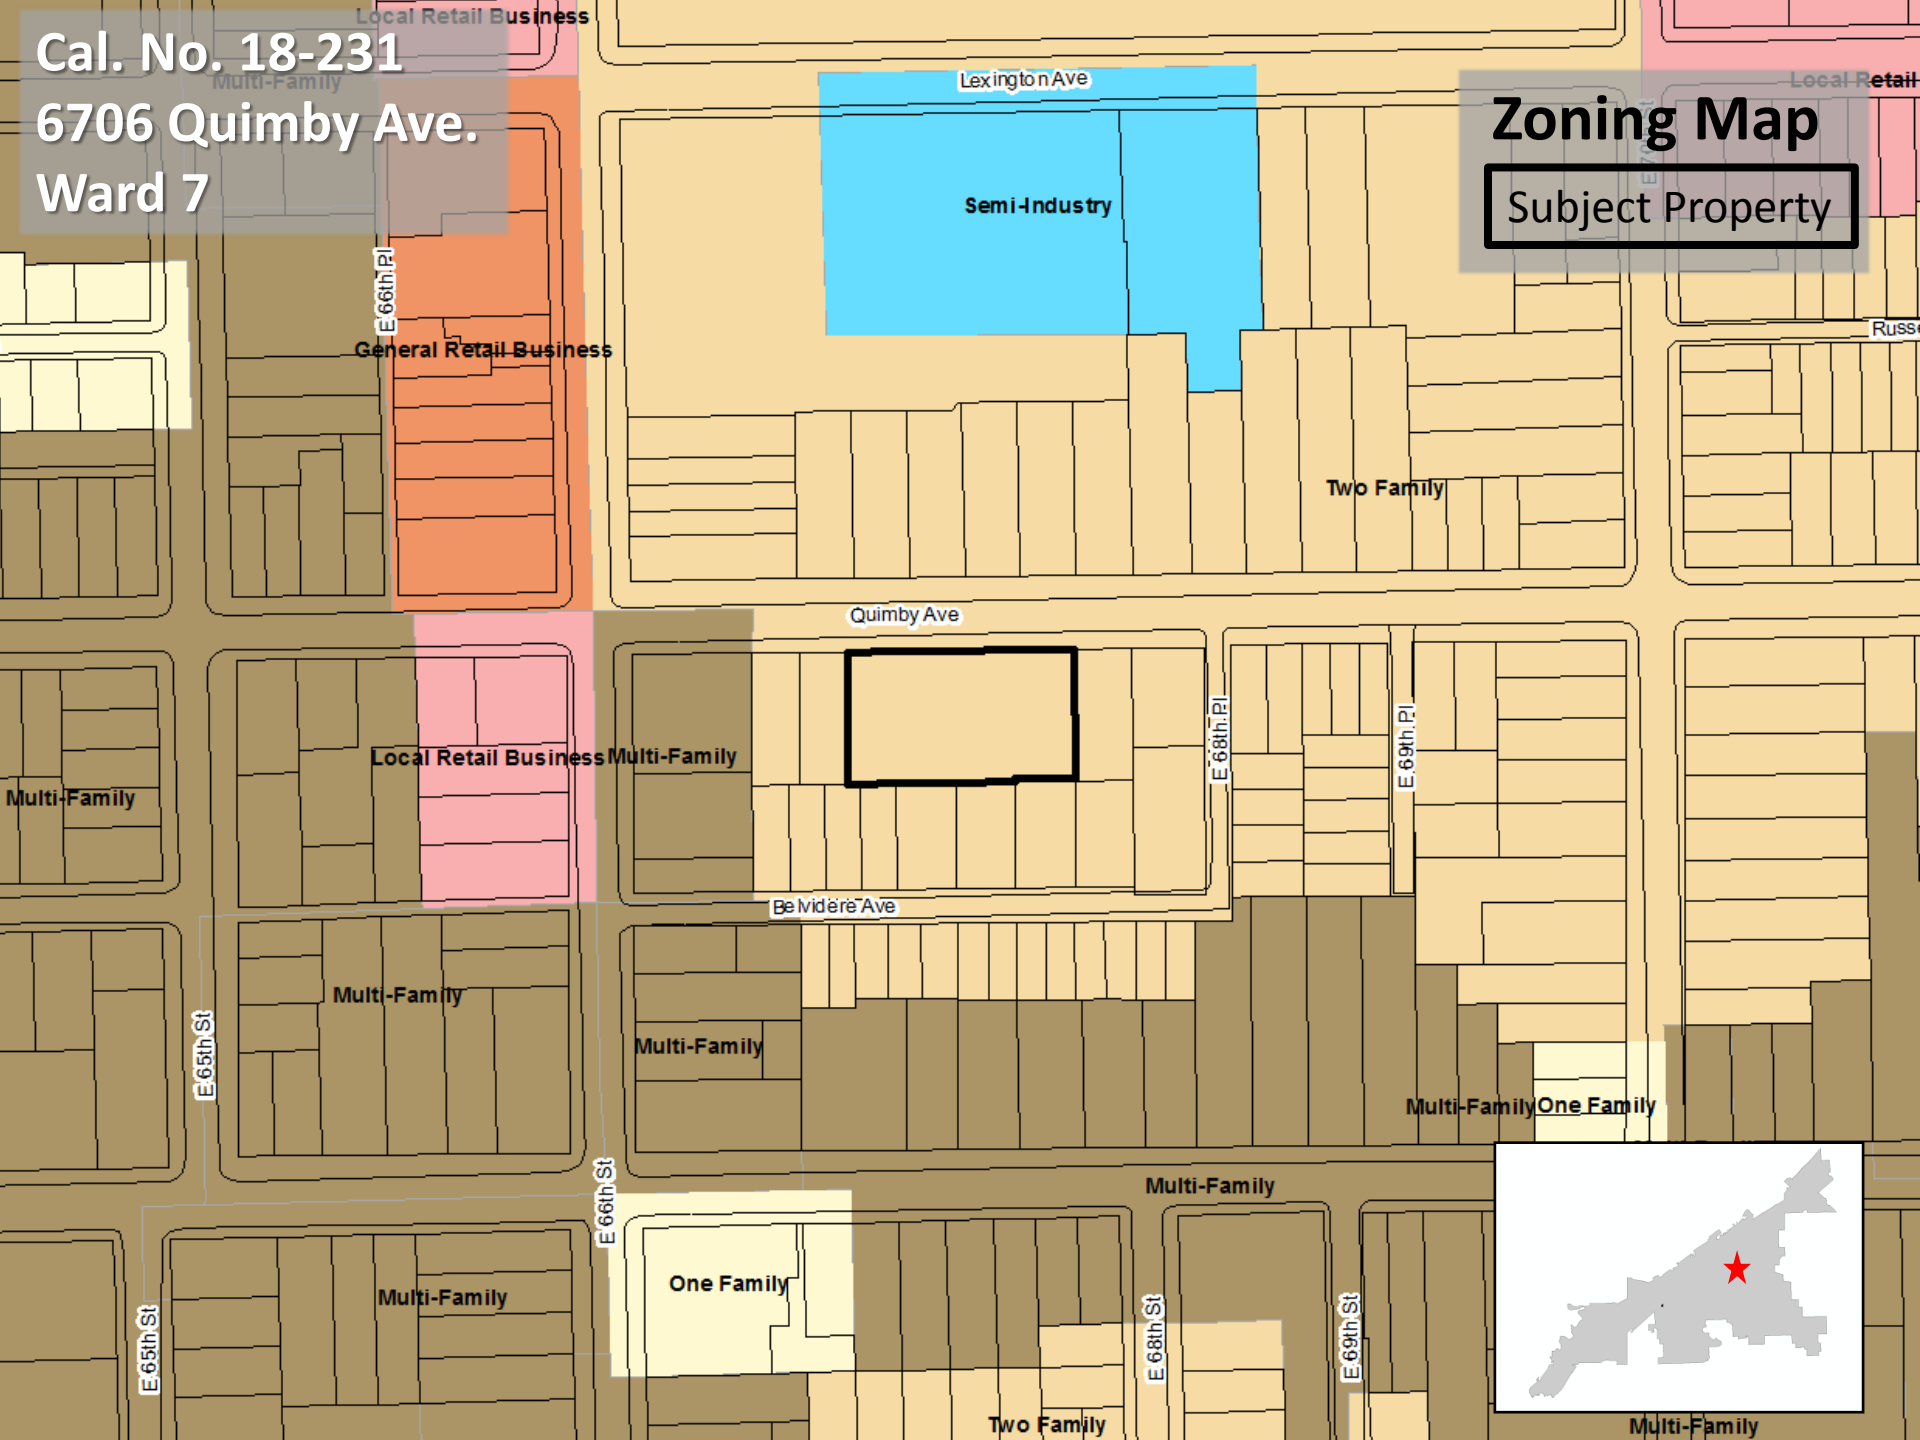 Local Retail Business
Cal. No. 18-231
6706 Quimby Ave.
Ward 7
Multi-Family
Lexington Ave
Local Retail
Zoning Map
Subject Property
E 66th Pl
Semi-Industry
Russe
General Retail Business
Two Family
Quimby Ave
E 68th Pl
E 69th Pl
Local Retail Business
Multi-Family
Multi-Family
Belvidere Ave
Multi-Family
E 65th St
Multi-Family
Multi-Family
One Family
E 66th St
Multi-Family
One Family
Multi-Family
E 65th St
E 68th St
E 69th St
Two Family
Multi-Family